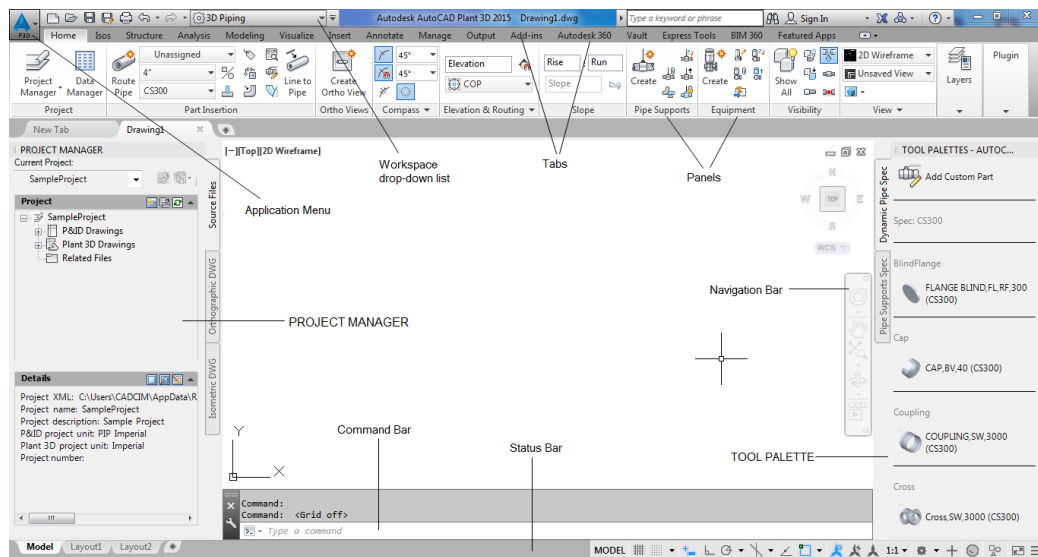 3D Piping
Autodesk AutoCAD Plant 3D 2015 Drawing1.dwg
Type a keyword or phrase
Sign In
P3D
Home Isos Structure Analysis Modeling Visualize Insert Annotate Manage Output Add-ins Autodesk 360 Vault Express Tools BIM 360 Featured Apps
Project Manager
Data Manager
Route Pipe
Unassigned
4"
CS300
Line to Pipe
Create Ortho View
45°
45°
Elevation
COP
Rise : Run
Slope
Create
Create
Show All
2D Wireframe
Unsaved View
Layers
Plugin
Project Part Insertion Ortho Views Compass Elevation & Routing Slope Pipe Supports Equipment Visibility View
New Tab Drawing1
PROJECT MANAGER
Current Project:
SampleProject
Project
SampleProject
P&ID Drawings
Plant 3D Drawings
Related Files
Source Files
Orthographic DWG
Isometric DWG
Details
Project XML: C:\Users\CADCIM\AppData\R
Project name: SampleProject
Project description: Sample Project
P&ID project unit: PIP Imperial
Plant 3D project unit: Imperial
Project number:
[−][Top][2D Wireframe]
Workspace
drop-down list
Application Menu
Tabs
Panels
Navigation Bar
PROJECT MANAGER
Command Bar
Status Bar
TOOL PALETTE
N
W TOP E
S
WCS
Y
X
Command:
Command: <Grid off>
Type a command
TOOL PALETTES - AUTOC...
Dynamic Pipe Spec
Pipe Supports Spec
Add Custom Part
Spec: CS300
BlindFlange
FLANGE BLIND,FL,RF,300
(CS300)
Cap
CAP,BV,40 (CS300)
Coupling
COUPLING,SW,3000
(CS300)
Cross
Cross,SW,3000 (CS300)
Model Layout1 Layout2
MODEL
1:1